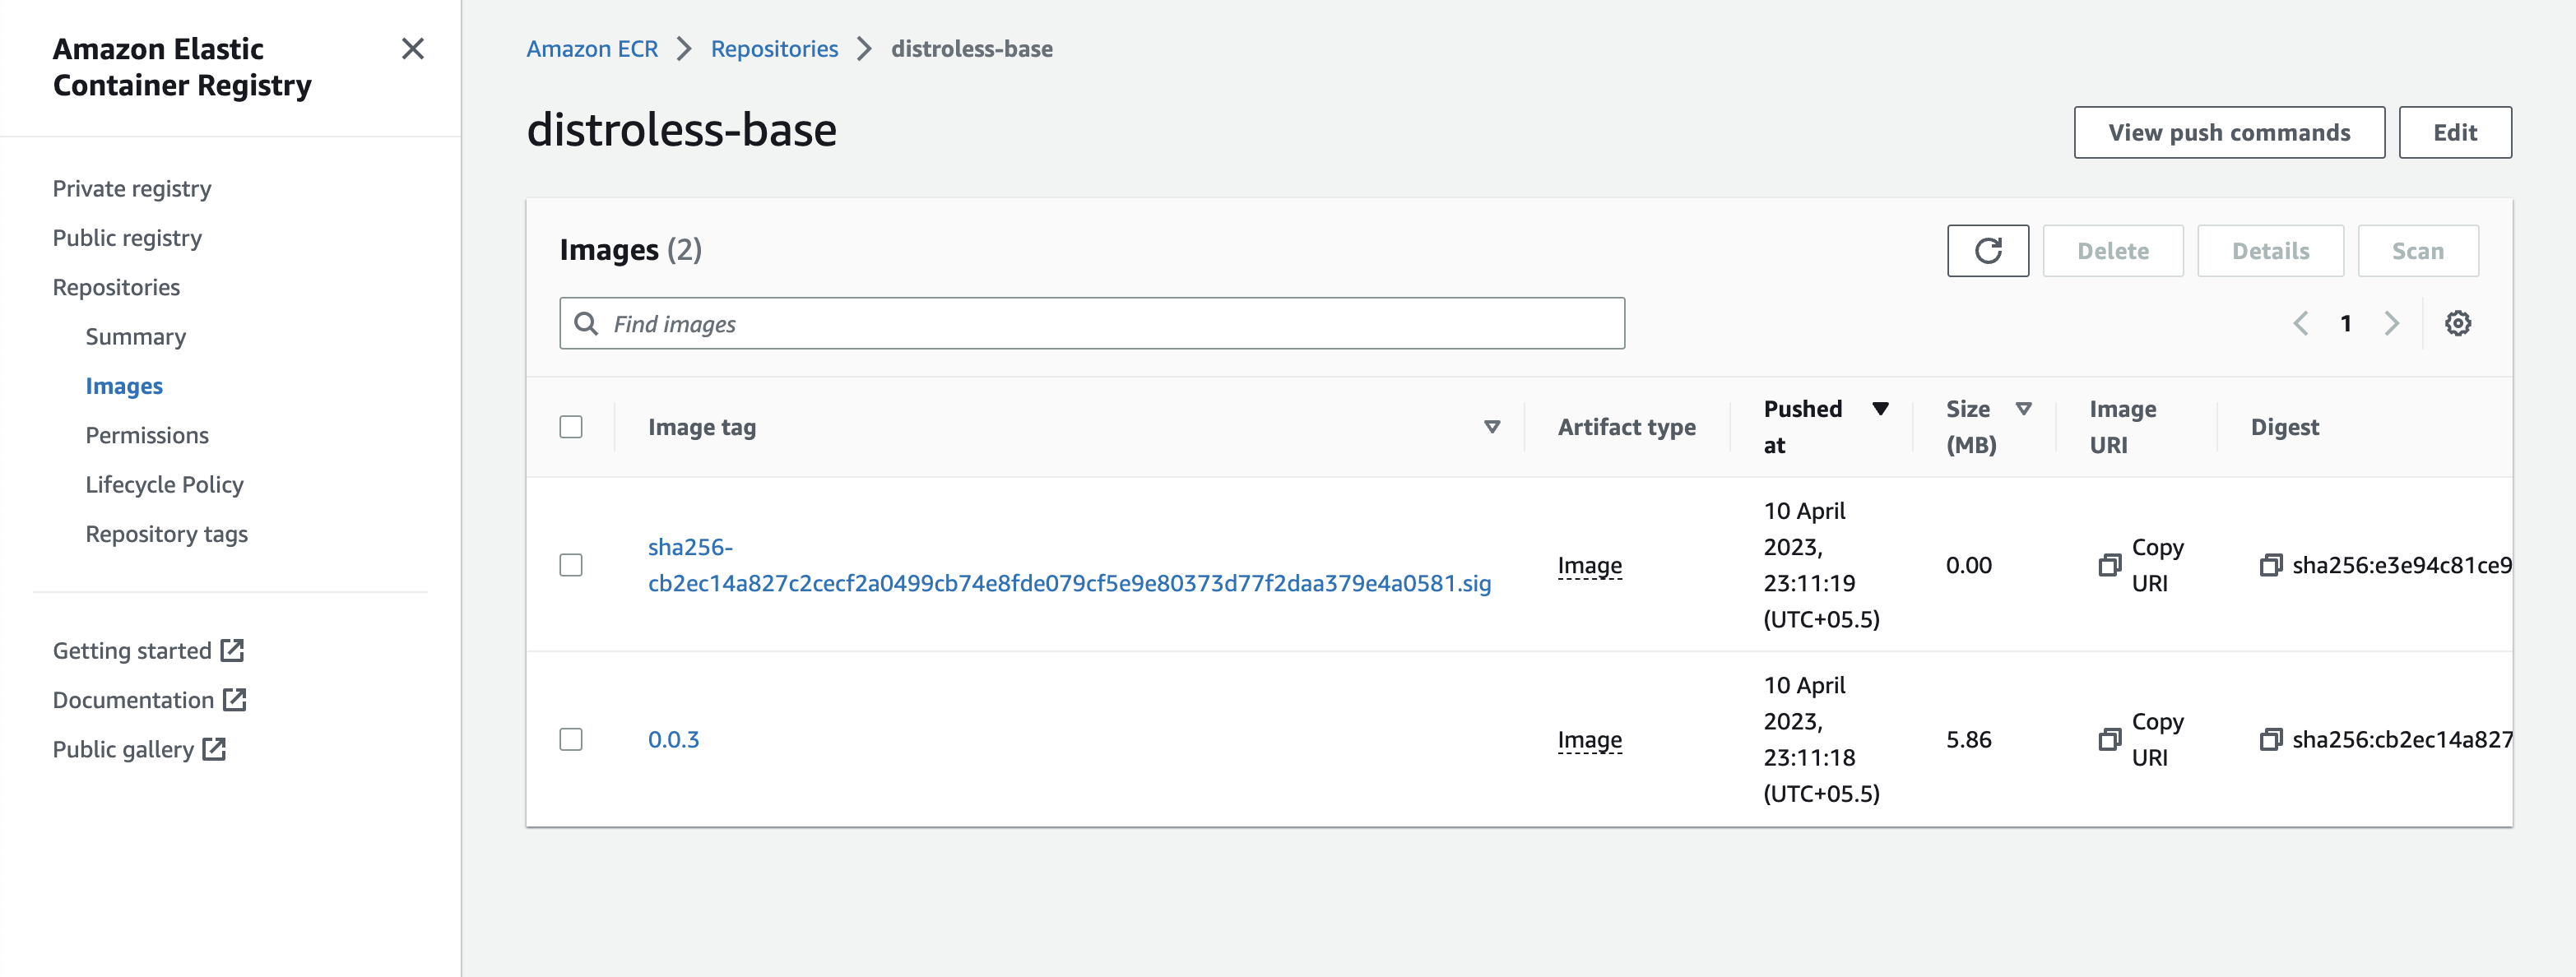 Amazon Elastic
Container Registry
Private registry
Public registry
Repositories
Summary
Images
Permissions
Lifecycle Policy
Repository tags
Getting started
Documentation
Public gallery
Amazon ECR Repositories distroless-base
distroless-base
View push commands Edit
Images (2)
Delete Details Scan
Find images
1
Image tag Artifact type Pushed at Size (MB) Image URI Digest
sha256-
cb2ec14a827c2cecf2a0499cb74e8fde079cf5e9e80373d77f2daa379e4a0581.sig
Image
10 April
2023,
23:11:19
(UTC+05.5)
0.00
Copy
URI
sha256:e3e94c81ce9
0.0.3
Image
10 April
2023,
23:11:18
(UTC+05.5)
5.86
Copy
URI
sha256:cb2ec14a827